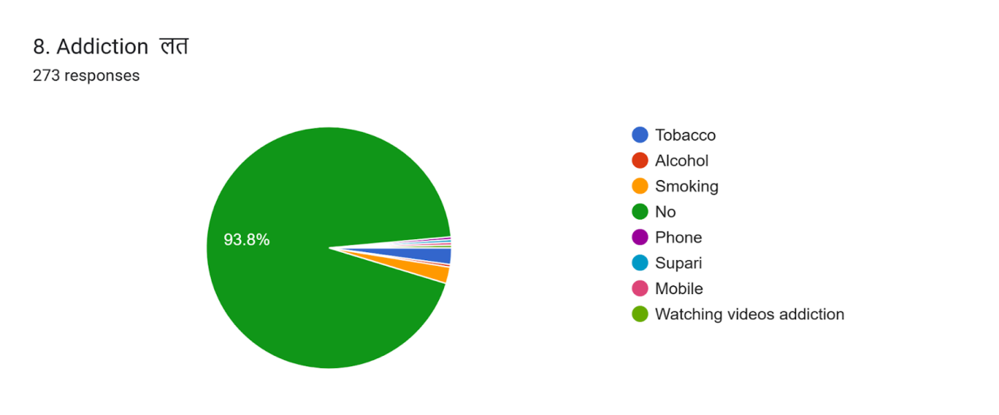 8. Addiction लत
273 responses
93.8%
Tobacco
Alcohol
Smoking
No
Phone
Supari
Mobile
Watching videos addiction